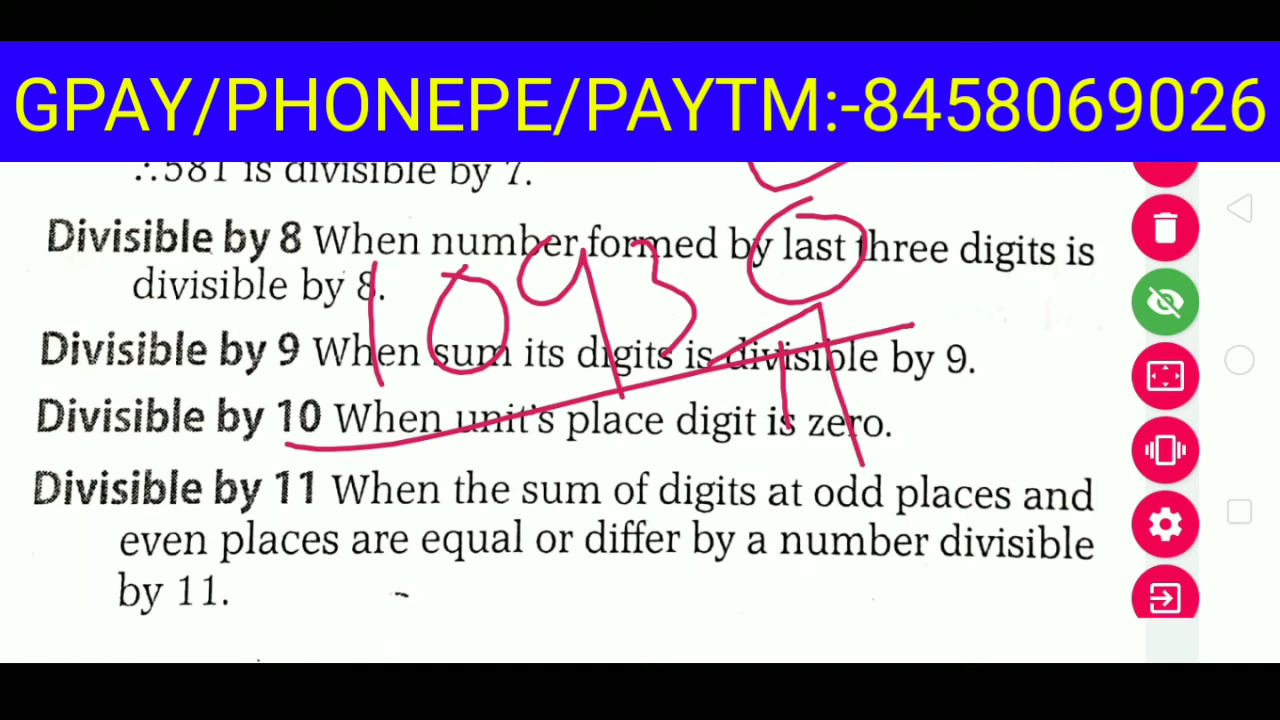 GPAY/PHONEPE/PAYTM:-8458069026
∴581 is divisible by 7.
Divisible by 8 When number formed by last three digits is
divisible by 8.
10930
Divisible by 9 When sum its digits is divisible by 9.
Divisible by 10 When unit's place digit is zero.
Divisible by 11 When the sum of digits at odd places and
even places are equal or differ by a number divisible
by 11.